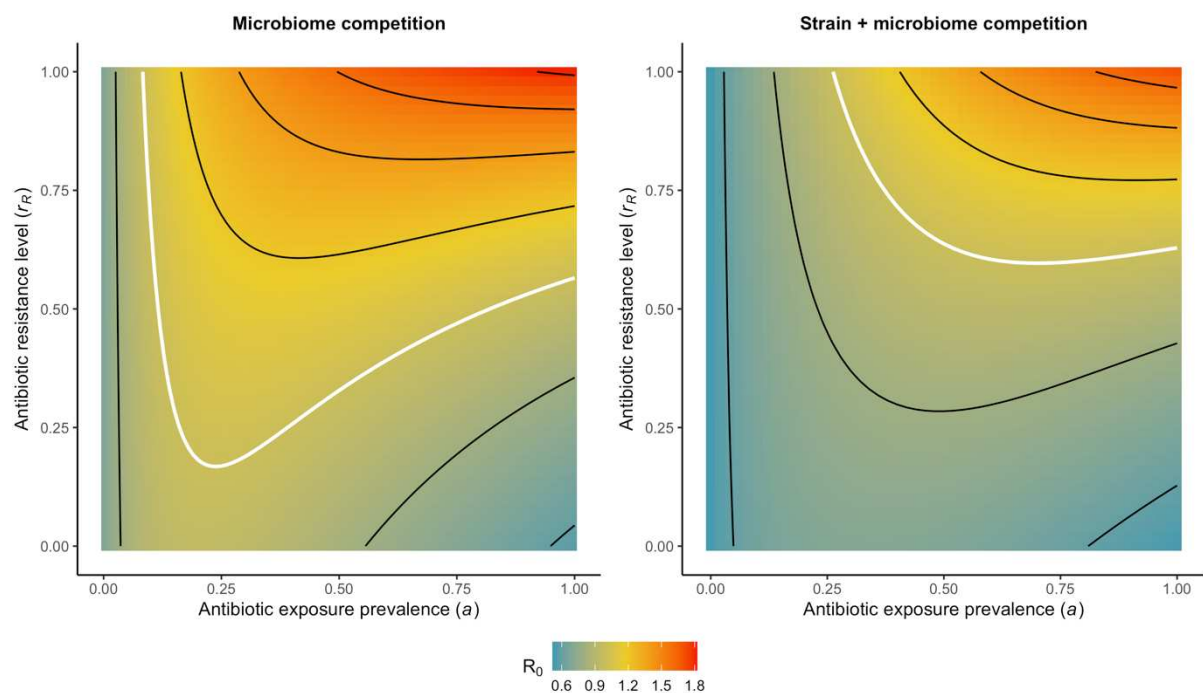 Microbiome competition
Strain + microbiome competition
Antibiotic resistance level (r_R)
1.00
0.75
0.50
0.25
0.00
0.00 0.25 0.50 0.75 1.00
Antibiotic exposure prevalence (a)
Antibiotic resistance level (r_R)
1.00
0.75
0.50
0.25
0.00
0.00 0.25 0.50 0.75 1.00
Antibiotic exposure prevalence (a)
R₀
0.6 0.9 1.2 1.5 1.8